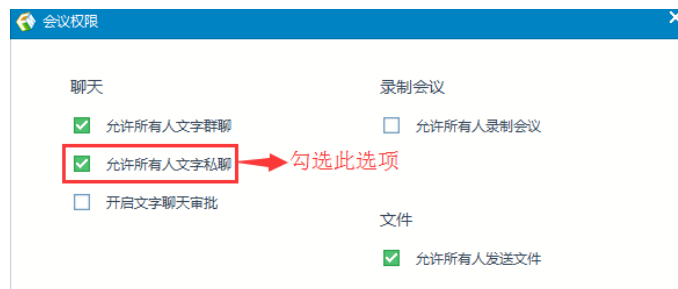 会议权限
聊天
允许所有人文字群聊
允许所有人文字私聊
勾选此选项
开启文字聊天审批
录制会议
允许所有人录制会议
文件
允许所有人发送文件